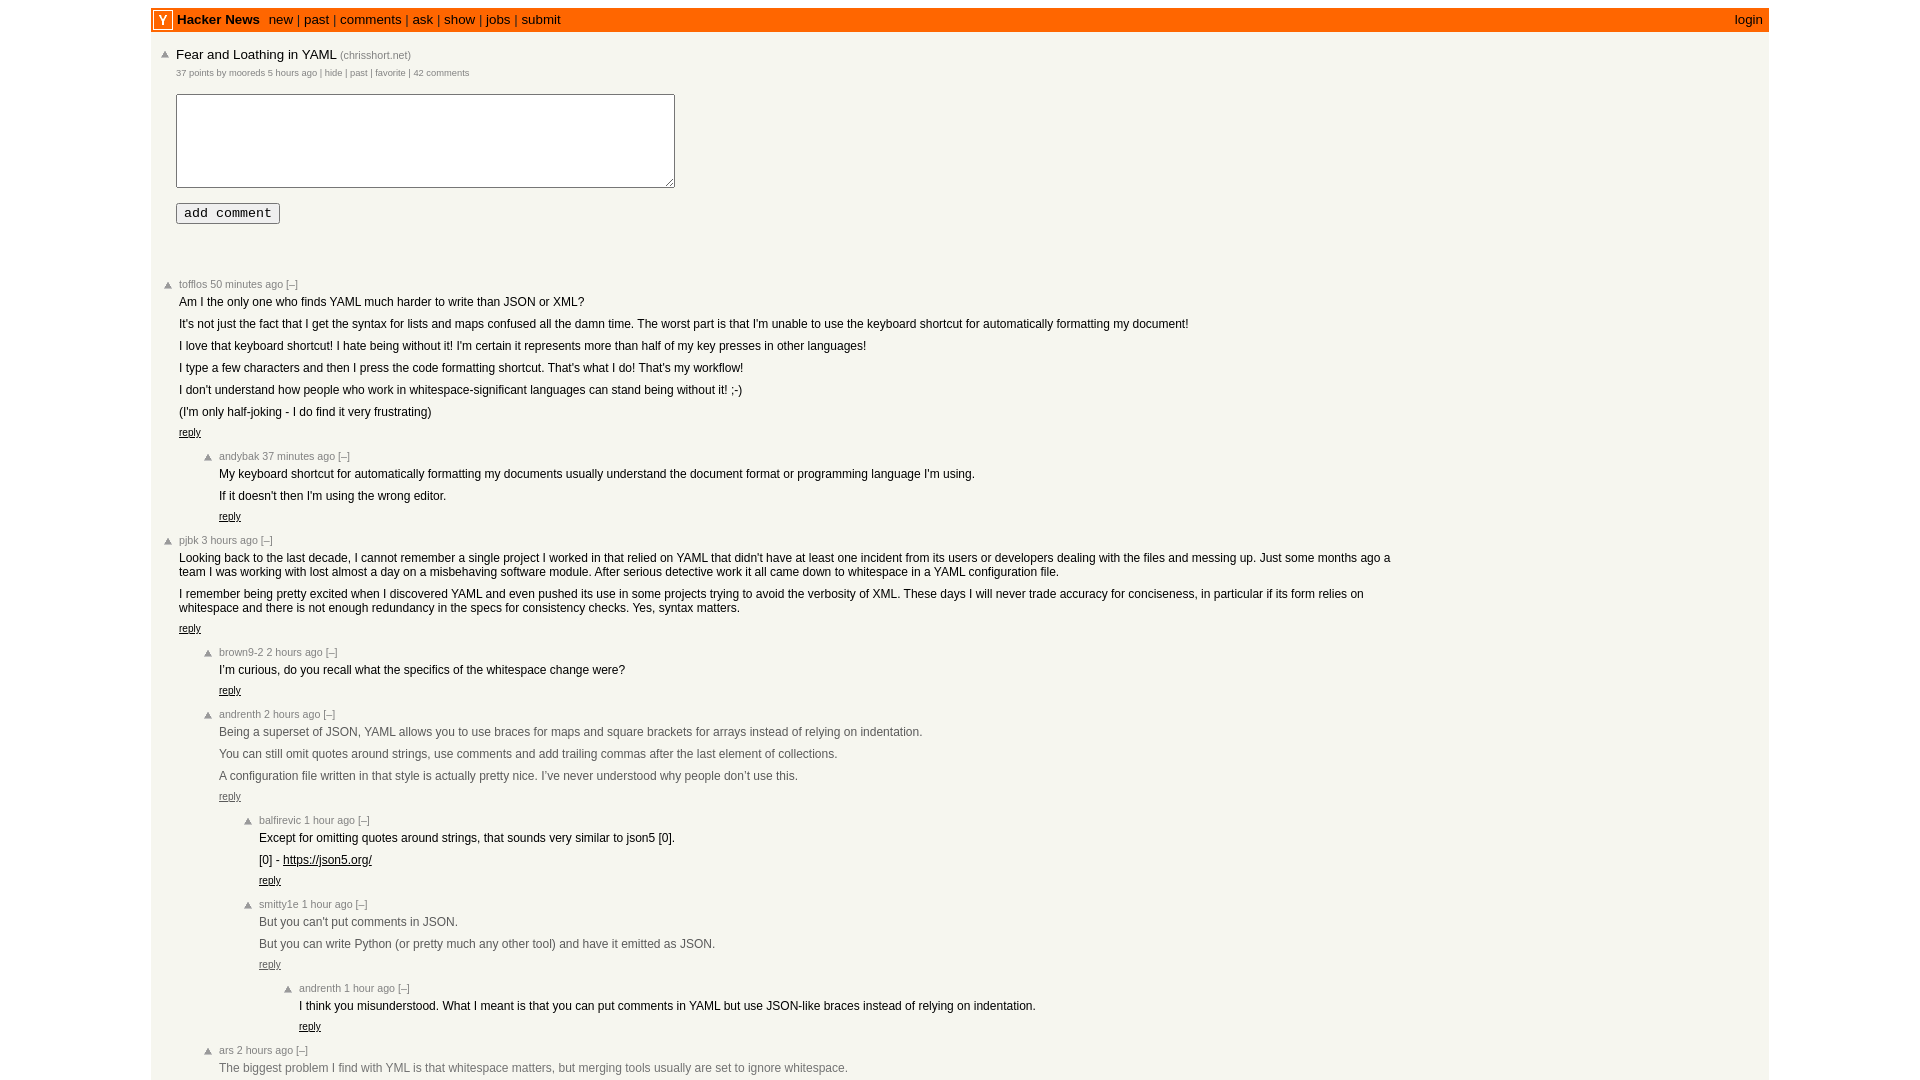 Y Hacker News new | past | comments | ask | show | jobs | submit login
Fear and Loathing in YAML (chrisshort.net)
37 points by mooreds 5 hours ago | hide | past | favorite | 42 comments
add comment
tofflos 50 minutes ago [–]
Am I the only one who finds YAML much harder to write than JSON or XML?
It's not just the fact that I get the syntax for lists and maps confused all the damn time. The worst part is that I'm unable to use the keyboard shortcut for automatically formatting my document!
I love that keyboard shortcut! I hate being without it! I'm certain it represents more than half of my key presses in other languages!
I type a few characters and then I press the code formatting shortcut. That's what I do! That's my workflow!
I don't understand how people who work in whitespace-significant languages can stand being without it! ;-)
(I'm only half-joking - I do find it very frustrating)
reply
andybak 37 minutes ago [–]
My keyboard shortcut for automatically formatting my documents usually understand the document format or programming language I'm using.
If it doesn't then I'm using the wrong editor.
reply
pjbk 3 hours ago [–]
Looking back to the last decade, I cannot remember a single project I worked in that relied on YAML that didn't have at least one incident from its users or developers dealing with the files and messing up. Just some months ago a
team I was working with lost almost a day on a misbehaving software module. After serious detective work it all came down to whitespace in a YAML configuration file.
I remember being pretty excited when I discovered YAML and even pushed its use in some projects trying to avoid the verbosity of XML. These days I will never trade accuracy for conciseness, in particular if its form relies on
whitespace and there is not enough redundancy in the specs for consistency checks. Yes, syntax matters.
reply
brown9-2 2 hours ago [–]
I'm curious, do you recall what the specifics of the whitespace change were?
reply
andrenth 2 hours ago [–]
Being a superset of JSON, YAML allows you to use braces for maps and square brackets for arrays instead of relying on indentation.
You can still omit quotes around strings, use comments and add trailing commas after the last element of collections.
A configuration file written in that style is actually pretty nice. I’ve never understood why people don’t use this.
reply
balfirevic 1 hour ago [–]
Except for omitting quotes around strings, that sounds very similar to json5 [0].
[0] - https://json5.org/
reply
smitty1e 1 hour ago [–]
But you can't put comments in JSON.
But you can write Python (or pretty much any other tool) and have it emitted as JSON.
reply
andrenth 1 hour ago [–]
I think you misunderstood. What I meant is that you can put comments in YAML but use JSON-like braces instead of relying on indentation.
reply
ars 2 hours ago [–]
The biggest problem I find with YML is that whitespace matters, but merging tools usually are set to ignore whitespace.